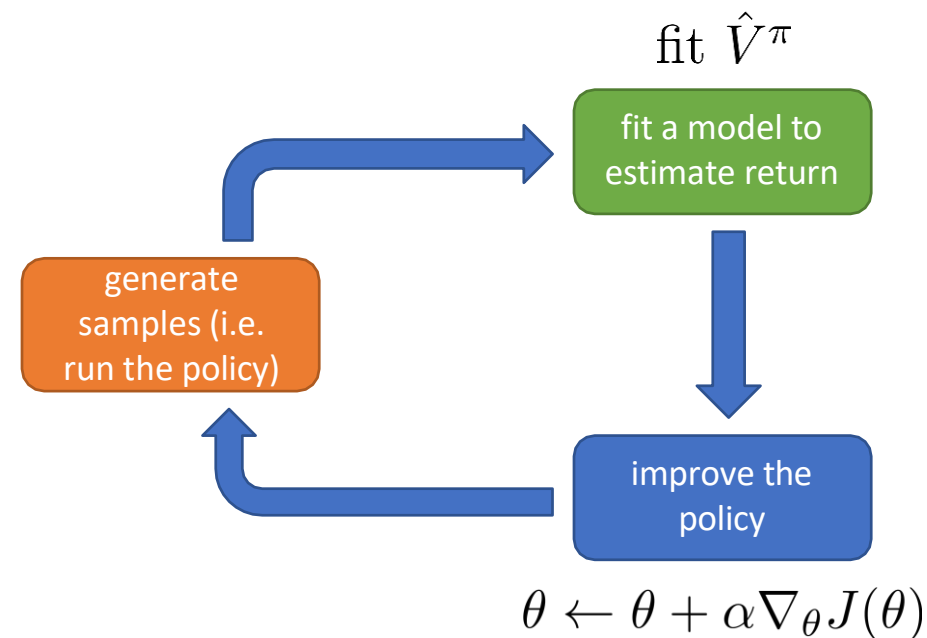 fit V̂^π
fit a model to
estimate return
generate
samples (i.e.
run the policy)
improve the
policy
θ ← θ + α∇_θ J(θ)